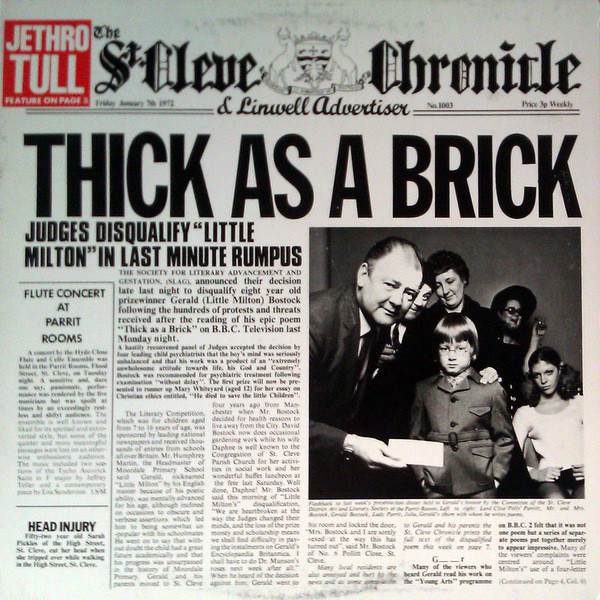 JETHRO
TULL
FEATURE ON PAGE 3
The
St. Cleve Chronicle
Friday January 7th 1972
& Linwell Advertiser
No.1003
Price 3p Weekly
THICK AS A BRICK
JUDGES DISQUALIFY "LITTLE
MILTON" IN LAST MINUTE RUMPUS
FLUTE CONCERT
AT
PARRIT
ROOMS
A concert by the Hyde Close
Flute and Cello Ensemble was
held in the Parrit Rooms, Flood
Street, St. Cleve, on Tuesday
night. A sensitive and, dare
one say, passionate, perfor-
mance was rendered by the five
musicians but was spoilt at
times by an exceedingly rest-
less and diffyt audience. The
ensemble is well-known and
liked for its spirited and extro-
vertial style, but some of the
quieter and more meaningful
passages were lost on an other-
wise enthusiastic audience.
The music included two sec-
tions of the
Suite in F major by Jeffrey
Teller and a contemporary
piece by Eva Sunderson.
HEAD INJURY
Fifty-two year old Sarah
Pickles of the High Street,
St. Cleve, cut her head when
she tripped over while walking
in the High Street, St. Cleve.
THE SOCIETY FOR LITERARY ADVANCEMENT AND
GESTATION, (SLAG), announced their decision
late last night to disqualify eight year old
prizewinner Gerald (Little Milton) Bostock
following the hundreds of protests and threats
received after the reading of his epic poem
"Thick as a Brick" on B.B.C. Television last
Monday night.
A hastily reconvened panel of Judges accepted the decision by
four leading child psychiatrists that the boy's mind was seriously
unbalanced and that his work was a product of an "extremely
unwholesome attitude towards life, his God and Country".
Bostock was recommended for psychiatric treatment following
examination "without delay". The first prize will now be pre-
sented to runner up Mary Whiteyard (aged 12) for her essay on
Christian ethics entitled, "He died to save the little Children".
The Literary Competition,
which was for children aged
from 7 to 16 years of age, was
sponsored by leading national
newspapers and received thou-
sands of entries from schools
all over Britain. Mr. Humphrey
Martin, the Headmaster of
Moordale Primary School
said Gerald, nicknamed
"Little Milton" by his English
master because of his poetic
ability, was mentally advanced
for his age, although inclined
on occasions to obscure and
verbose assertions which led
him to being somewhat un-
popular with his schoolmates.
He went on to say that with-
out doubt the child had a great
future academically and that
his progress was unsurpassed
in the history of Moordale
Primary. Gerald and his
parents moved to St. Cleve
four years ago from Man-
chester when Mr. Bostock
decided for health reasons to
live away from the City. David
Bostock now does occasional
gardening work while his wife
Daphne is well known to the
Congregation of St. Cleve
Parish Church for her activi-
ties in social work and her
wonderful buffet luncheon at
the fete last Saturday. Well
done, Daphne! Mr. Bostock
said this morning of "Little
Milton's" disqualification,
"We are heartbroken at the
way the Judges changed their
minds, and the loss of the prize
money and scholarship means
we shall find difficulty in pay-
ing the instalments on Gerald's
Encyclopaedia Britannica. I
shall have to do Dr. Munson's
roses next week after all."
When he heard of the decision
against him, Gerald went to
Flashback to last week's presentation dinner held in Gerald's honour by the Committee of the St. Cleve
District Art and Literary Society at the Parrit Rooms. Left to right: Lord Clive Polly Parritt, Mr. and Mrs.
Bostock, Gerald Bostock, Lady Parritt, Julia, Gerald's chum with whom he writes poems.
his room and locked the door,
Mrs. Bostock and I are sorely
vexed at the way this has
turned out", said Mr. Bostock
of No. 6 Pollock Close, St.
Cleve.
Many local residents are
also annoyed and hurt by the
news and as some gesture
to Gerald and his parents the
St. Cleve Chronicle prints the
full text of the disqualified
poem this week on page 7.
Many of the viewers who
heard Gerald read his work on
the "Young Arts" programme
on B.B.C. 2 felt that it was not
one poem but a series of separ-
ate poems put together merely
to appear impressive. Many of
the viewers' complaints were
centred around "Little
Milton's" use of a four-letter
(Continued on Page 4, Col. 6)